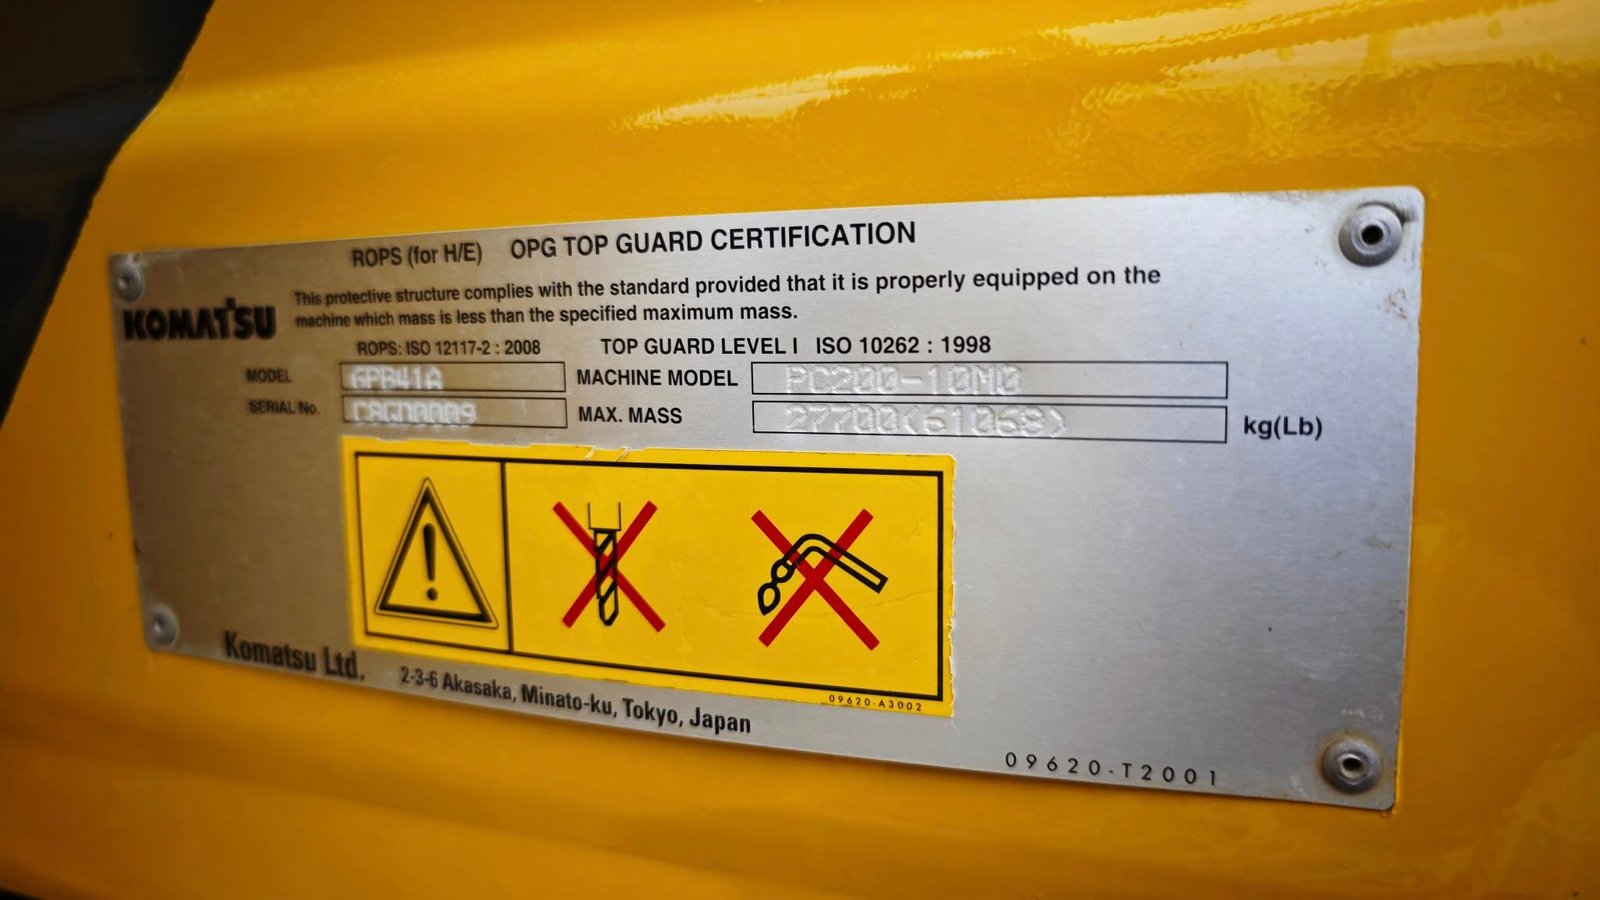 ROPS (for H/E) OPG TOP GUARD CERTIFICATION
KOMATSU
This protective structure complies with the standard provided that it is properly equipped on the
machine which mass is less than the specified maximum mass.
ROPS: ISO 12117-2 : 2008 TOP GUARD LEVEL I ISO 10262 : 1998
MODEL GPB41A MACHINE MODEL PC200-10M0
SERIAL No. MAX. MASS 27700(61068) kg(Lb)
09620-A3002
Komatsu Ltd. 2-3-6 Akasaka, Minato-ku, Tokyo, Japan
09620-T2001